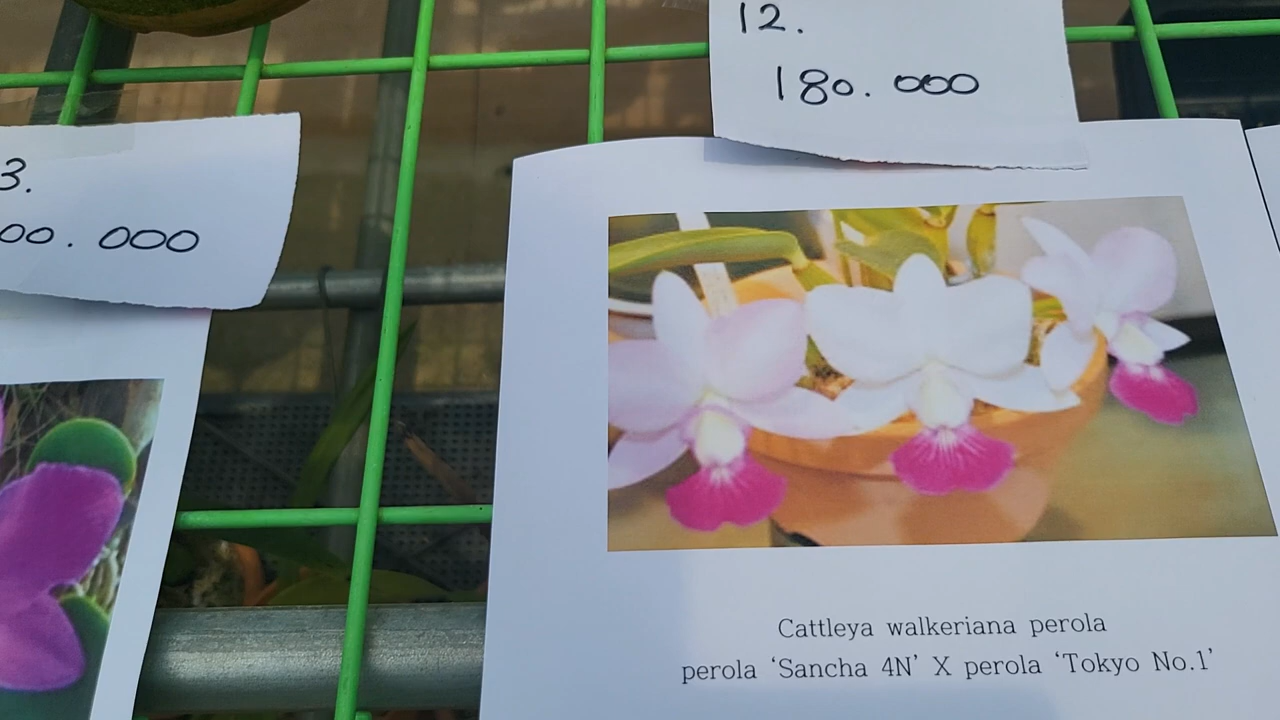 12.
180.000
3.
00.000
Cattleya walkeriana perola
perola ‘Sancha 4N’ X perola ‘Tokyo No.1’